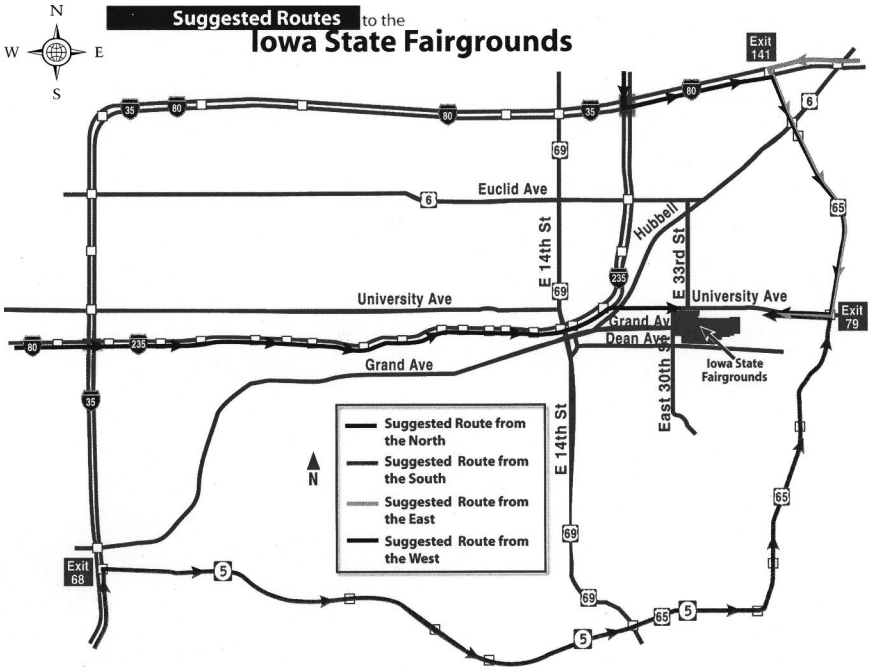 Suggested Routes to the
Iowa State Fairgrounds
N
W E
S
Exit
141
35
80
80
35
80
6
69
Euclid Ave
6
Hubbell
65
E 14th St
E 33rd St
235
69
University Ave
University Ave
Exit
79
Grand Av
80
235
Dean Ave
Iowa State
Fairgrounds
Grand Ave
35
East 30th S
E 14th St
Suggested Route from
the North
Suggested Route from
the South
Suggested Route from
the East
Suggested Route from
the West
N
65
69
Exit
68
5
69
65
5
5